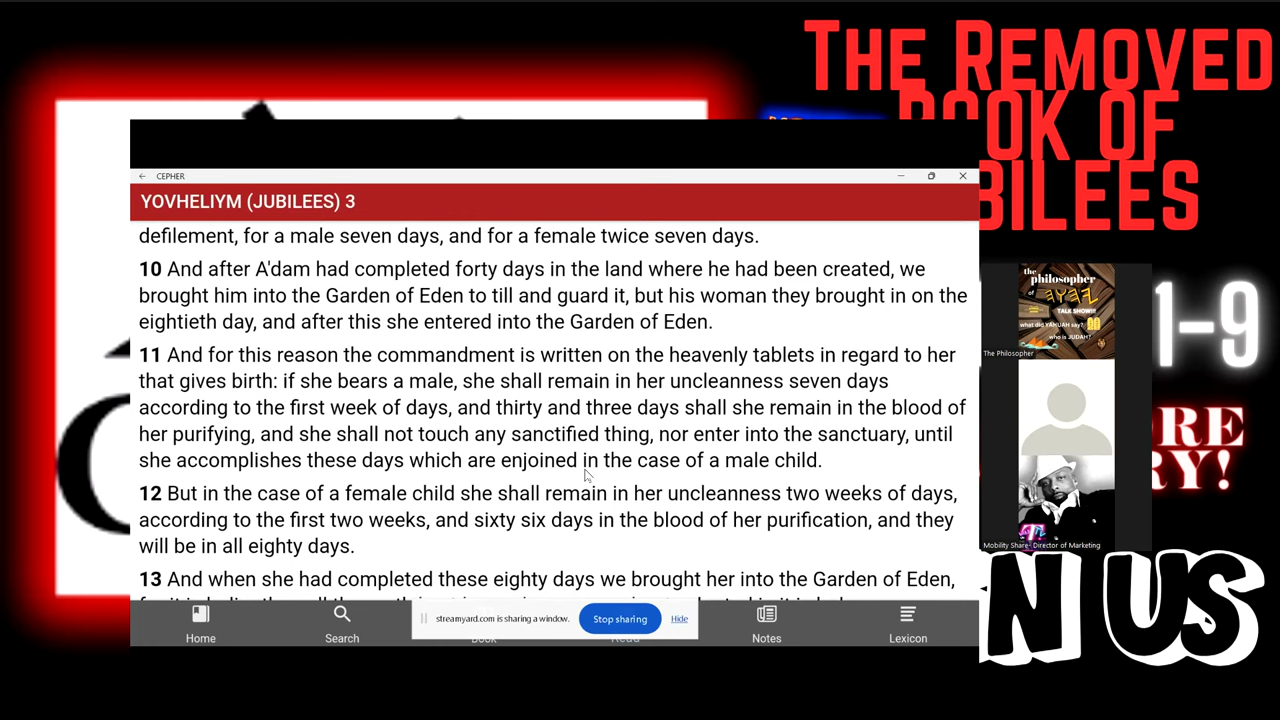 THE REMOVED
BOOK OF
BILEES
CEPHER
YOVHELIYM (JUBILEES) 3
defilement, for a male seven days, and for a female twice seven days.
10 And after A'dam had completed forty days in the land where he had been created, we
brought him into the Garden of Eden to till and guard it, but his woman they brought in on the
eightieth day, and after this she entered into the Garden of Eden.
11 And for this reason the commandment is written on the heavenly tablets in regard to her
that gives birth: if she bears a male, she shall remain in her uncleanness seven days
according to the first week of days, and thirty and three days shall she remain in the blood of
her purifying, and she shall not touch any sanctified thing, nor enter into the sanctuary, until
she accomplishes these days which are enjoined in the case of a male child.
12 But in the case of a female child she shall remain in her uncleanness two weeks of days,
according to the first two weeks, and sixty six days in the blood of her purification, and they
will be in all eighty days.
13 And when she had completed these eighty days we brought her into the Garden of Eden,
streamyard.com is sharing a window.
Stop sharing
Hide
Home
Search
Book
Read
Notes
Lexicon
the
philosopher
of
TALK SHOW!!!
what did YAHUAH say?
who is JUDAH?
The Philosopher
Mobility Share- Director of Marketing
1-9
RE
RY!
N US